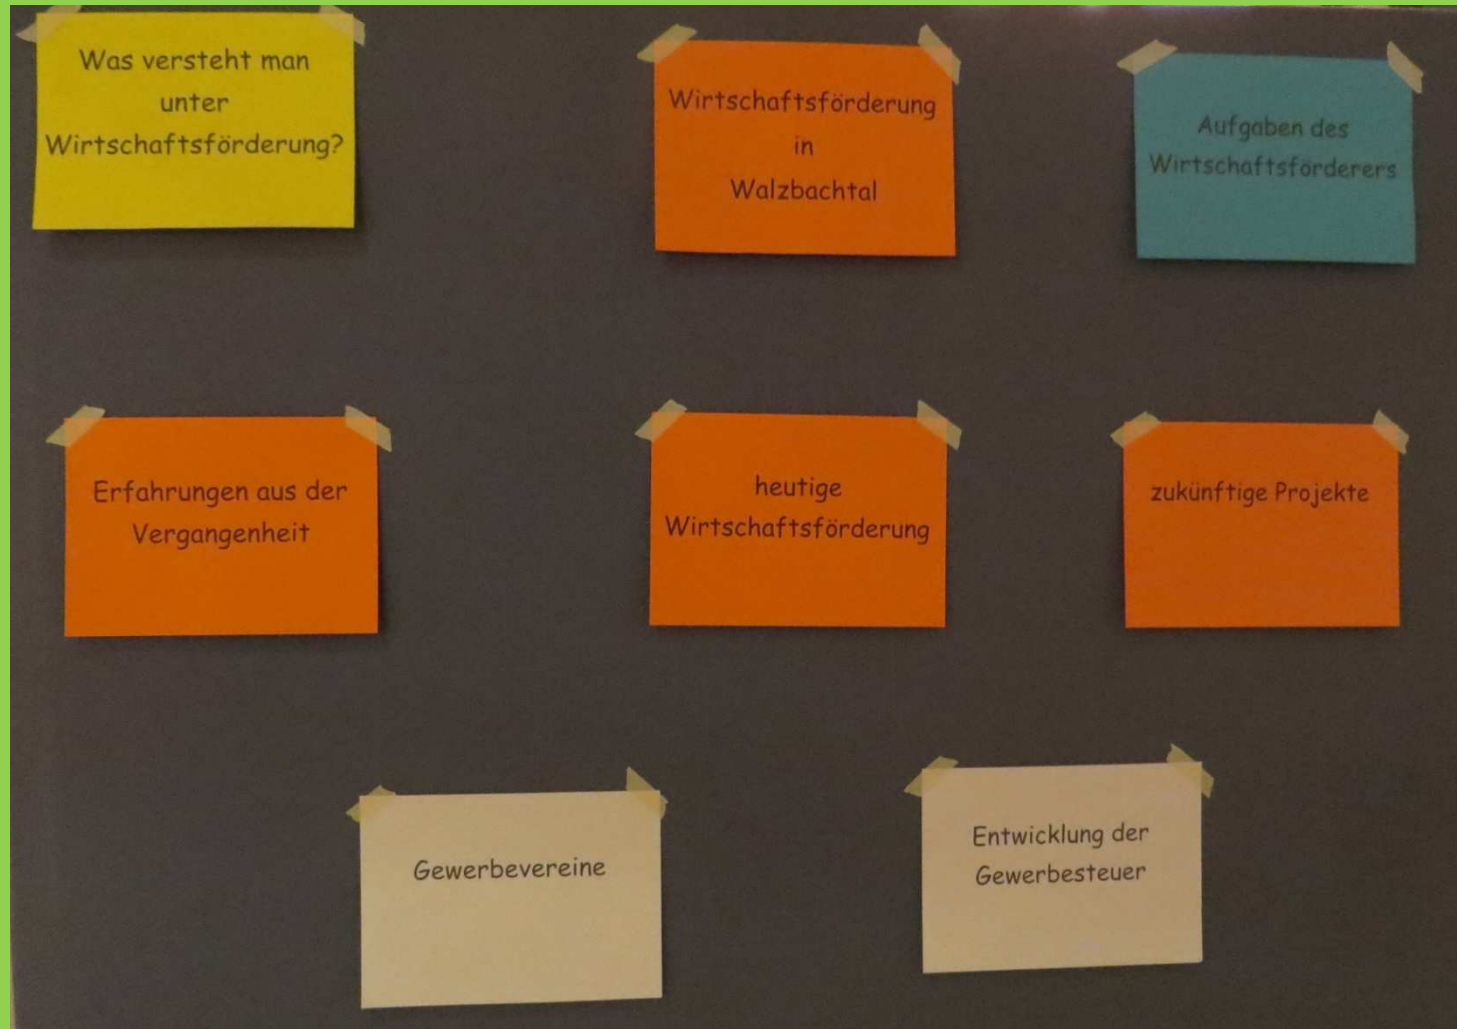 Was versteht man
unter
Wirtschaftsförderung?
Wirtschaftsförderung
in
Walzbachtal
Aufgaben des
Wirtschaftsförderers
Erfahrungen aus der
Vergangenheit
heutige
Wirtschaftsförderung
zukünftige Projekte
Gewerbevereine
Entwicklung der
Gewerbesteuer